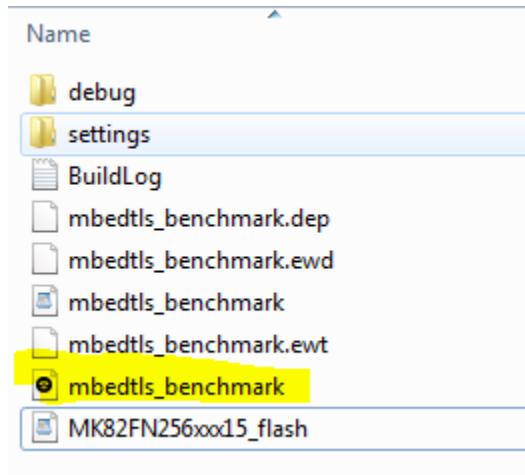 Name
debug
settings
BuildLog
mbedtls_benchmark.dep
mbedtls_benchmark.ewd
mbedtls_benchmark
mbedtls_benchmark.ewt
mbedtls_benchmark
MK82FN256xxx15_flash